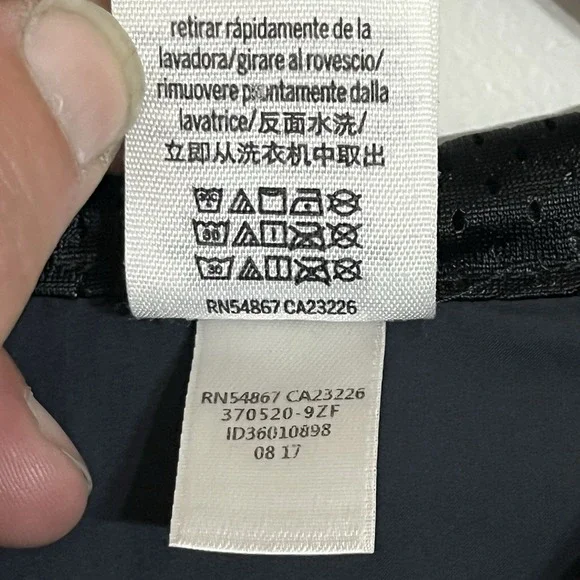 retirar rápidamente de la
lavadora/girare al rovescio/
rimuovere prontamente dalla
lavatrice/反面水洗/
立即从洗衣机中取出
30
RN54867 CA23226
RN54867 CA23226
370520-9ZF
ID36010898
08 17